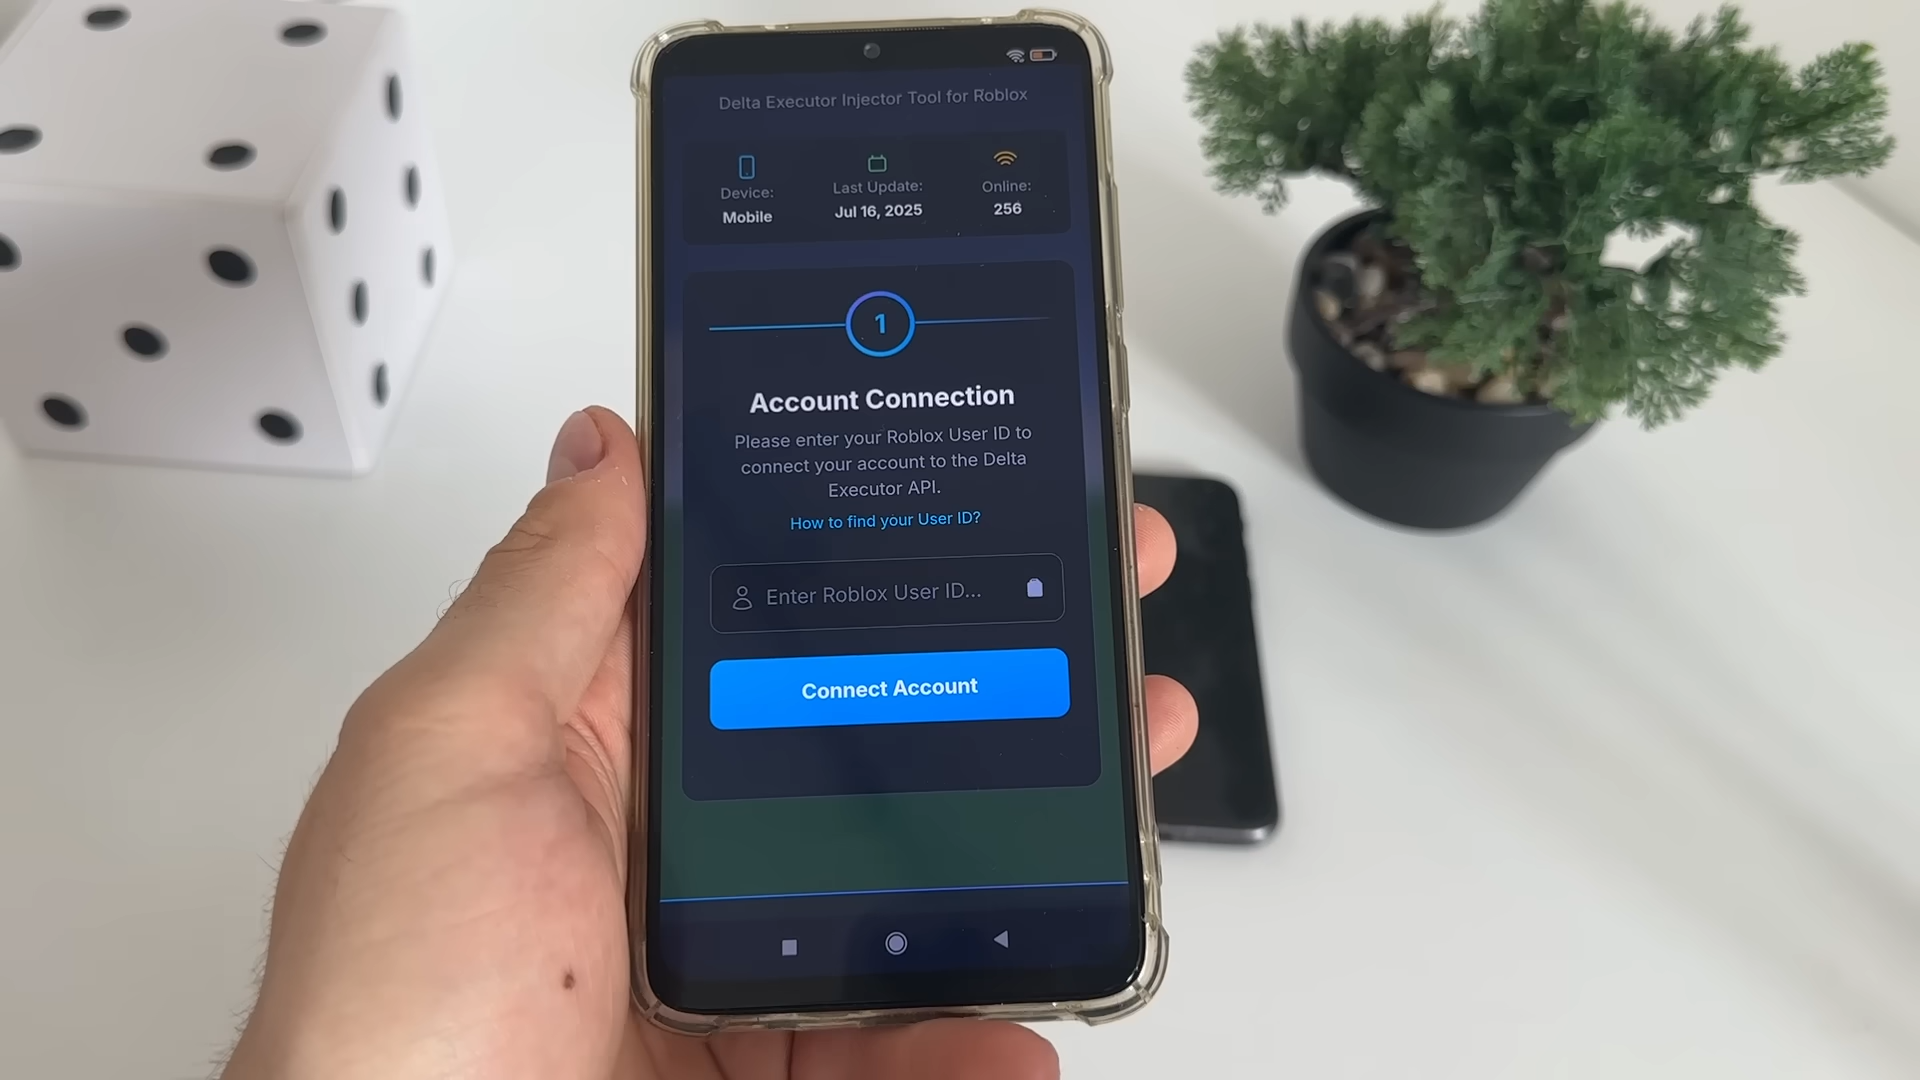 Delta Executor Injector Tool for Roblox
Device:
Mobile
Last Update:
Jul 16, 2025
Online:
256
1
Account Connection
Please enter your Roblox User ID to
connect your account to the Delta
Executor API.
How to find your User ID?
Enter Roblox User ID...
Connect Account